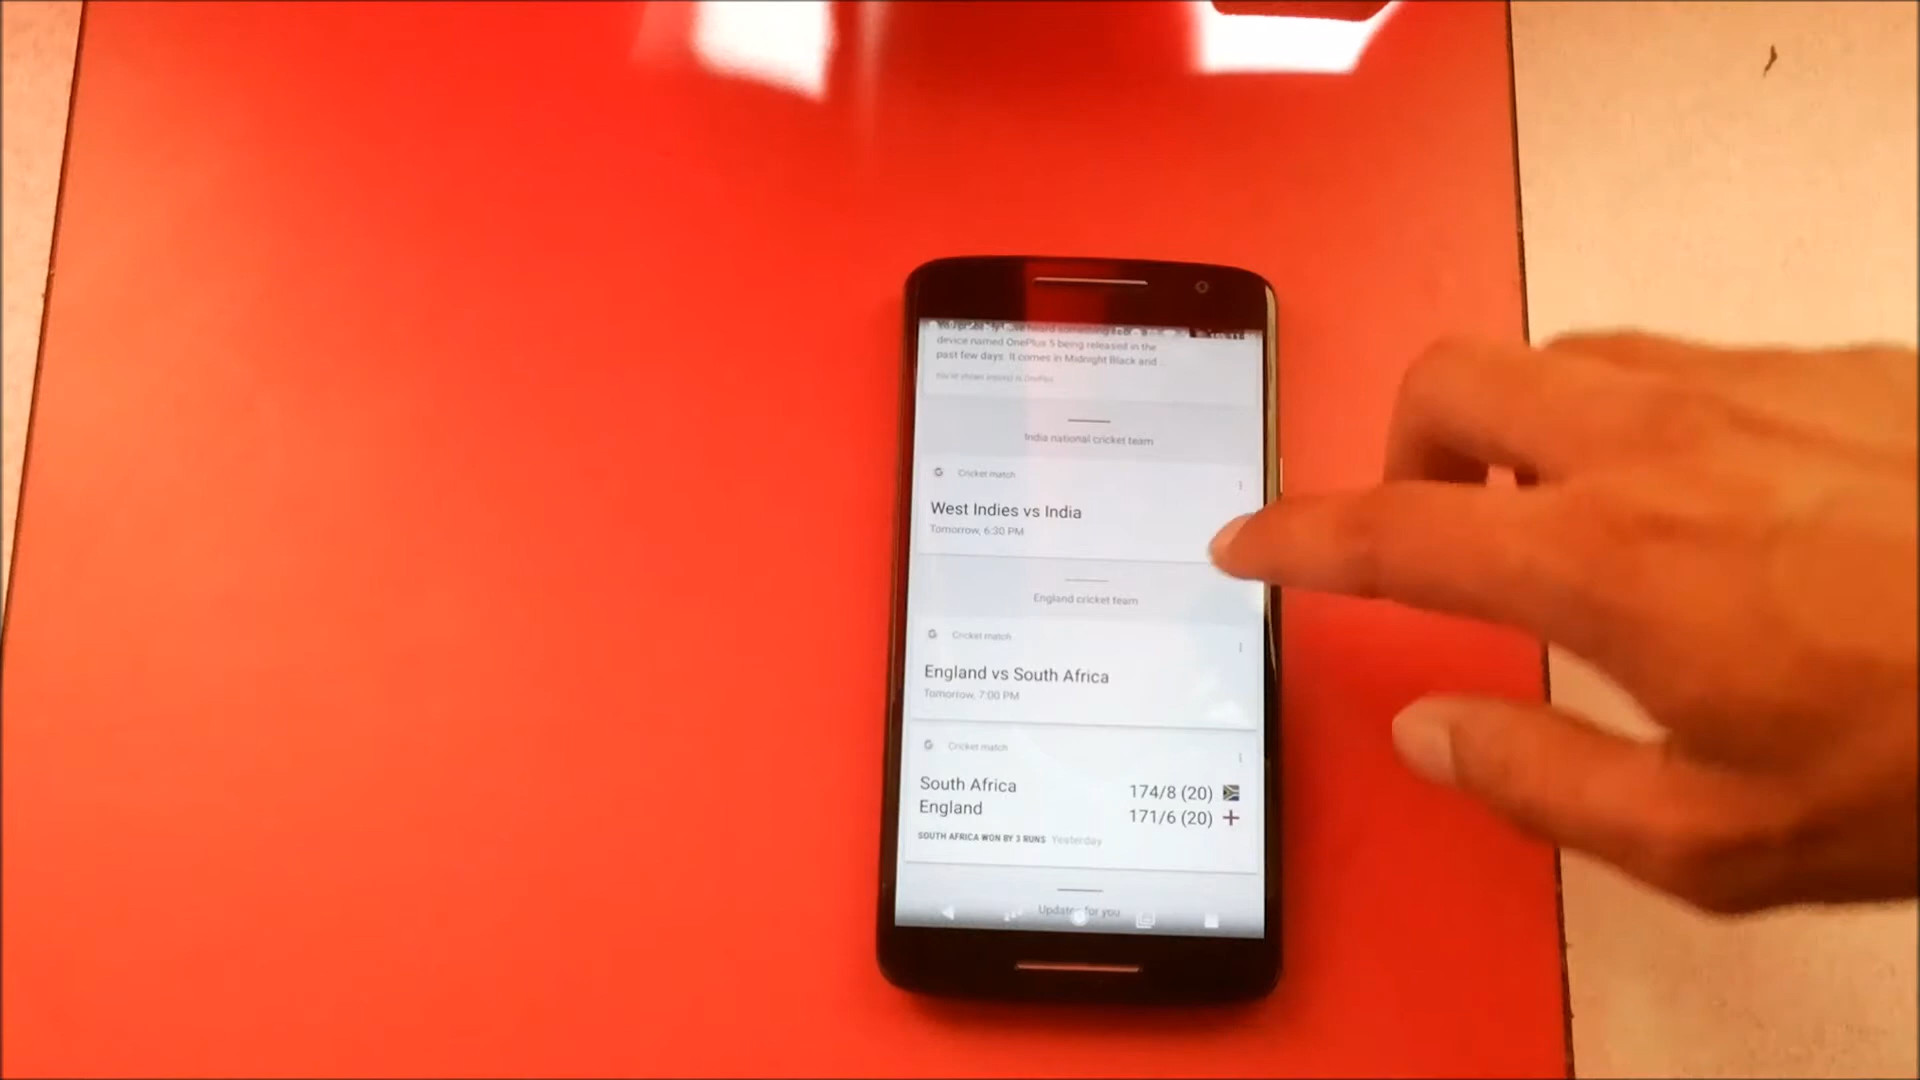 device named OnePlus 5 being released in the
past few days. It comes in Midnight Black and
India national cricket team
Cricket match
West Indies vs India
Tomorrow, 6:30 PM
England cricket team
Cricket match
England vs South Africa
Tomorrow, 7:00 PM
Cricket match
South Africa 174/8 (20)
England 171/6 (20)
SOUTH AFRICA WON BY 3 RUNS Yesterday
Updates for you